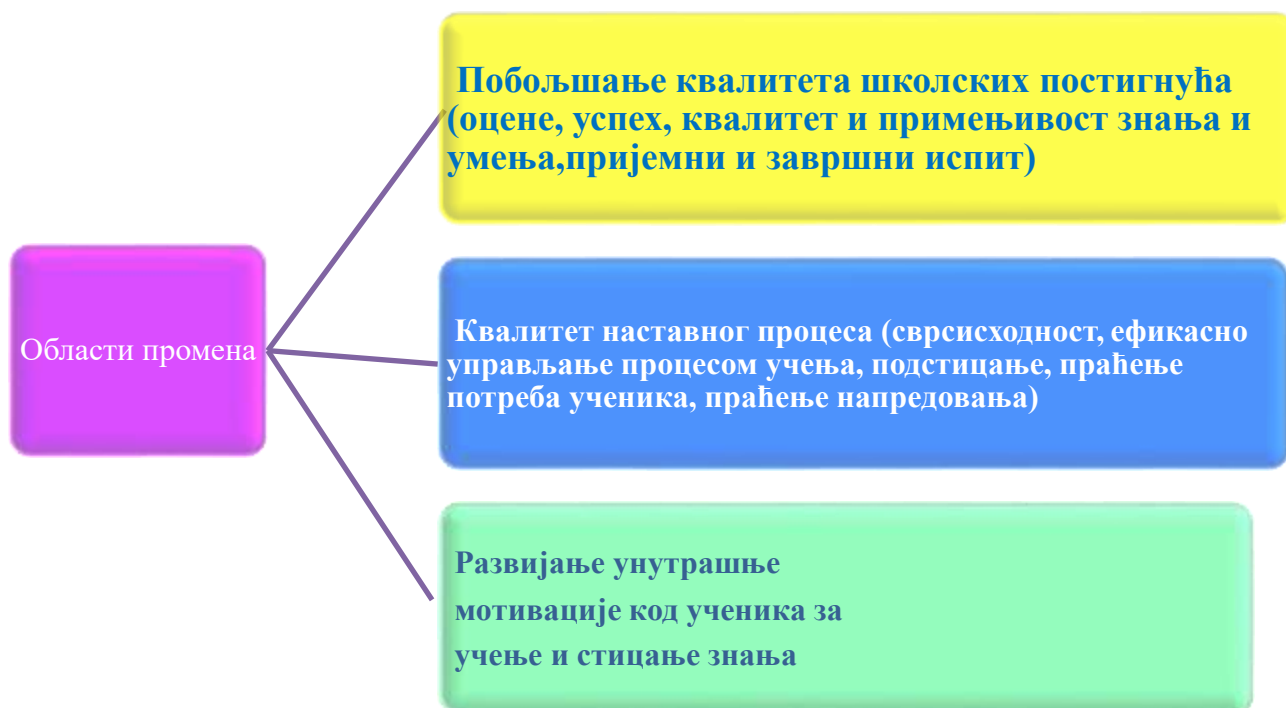 Побољшање квалитета школских постигнућа
(оцене, успех, квалитет и примењивост знања и
умења,пријемни и завршни испит)
Области промена
Квалитет наставног процеса (сврсисходност, ефикасно
управљање процесом учења, подстицање, праћење
потреба ученика, праћење напредовања)
Развијање унутрашње
мотивације код ученика за
учење и стицање знања